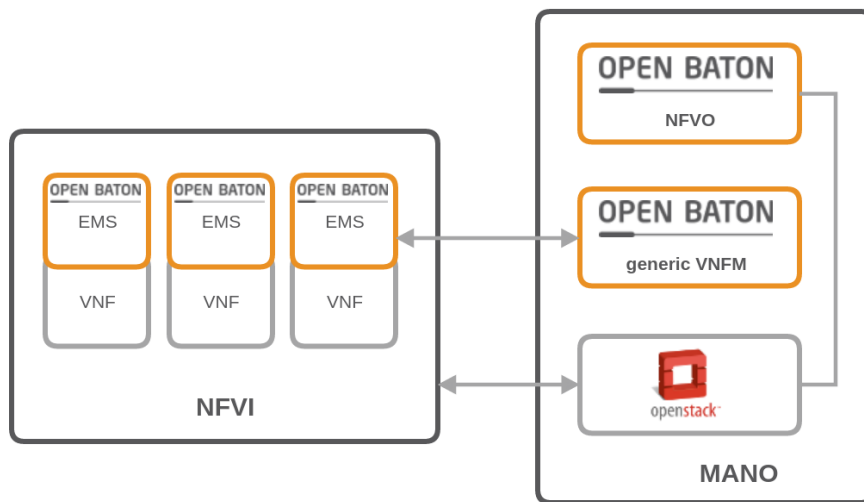 OPEN BATON
NFVO
OPEN BATON
generic VNFM
openstack
MANO
OPEN BATON
EMS
VNF
OPEN BATON
EMS
VNF
OPEN BATON
EMS
VNF
NFVI